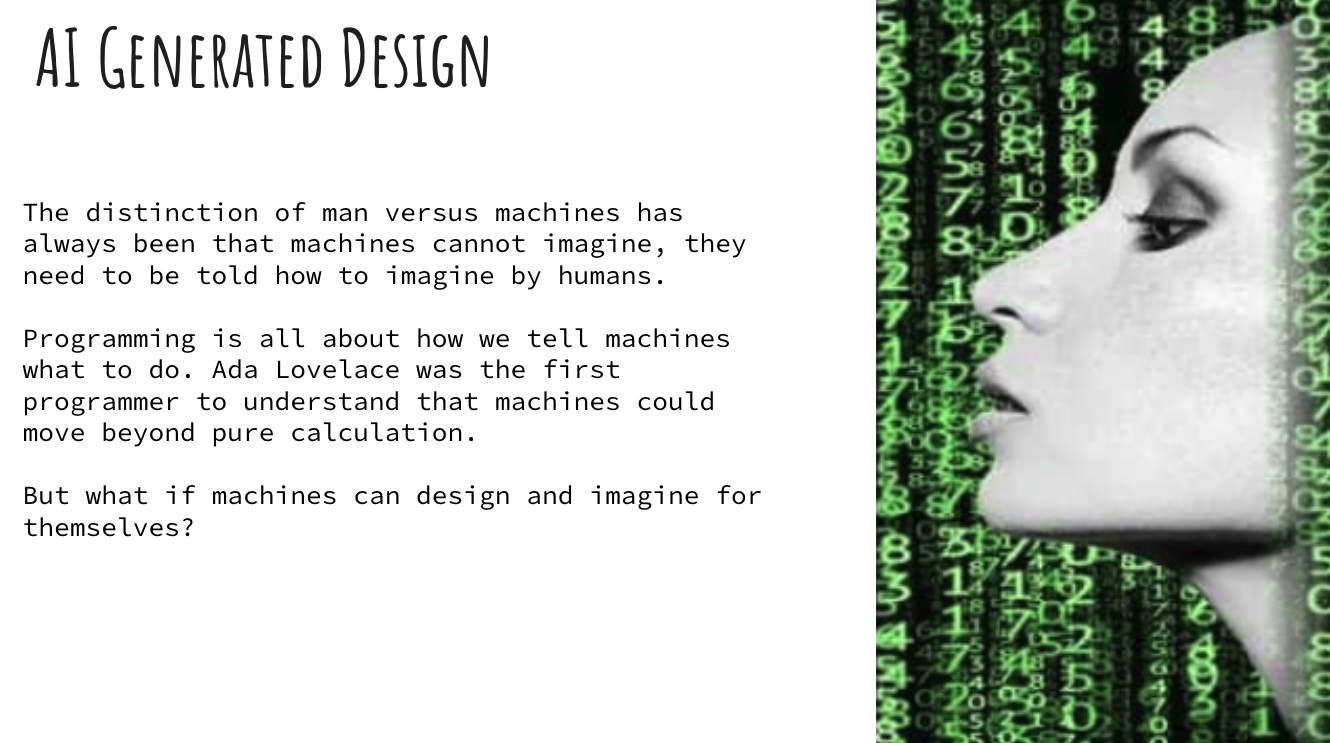 AI Generated Design
The distinction of man versus machines has
always been that machines cannot imagine, they
need to be told how to imagine by humans.
Programming is all about how we tell machines
what to do. Ada Lovelace was the first
programmer to understand that machines could
move beyond pure calculation.
But what if machines can design and imagine for
themselves?